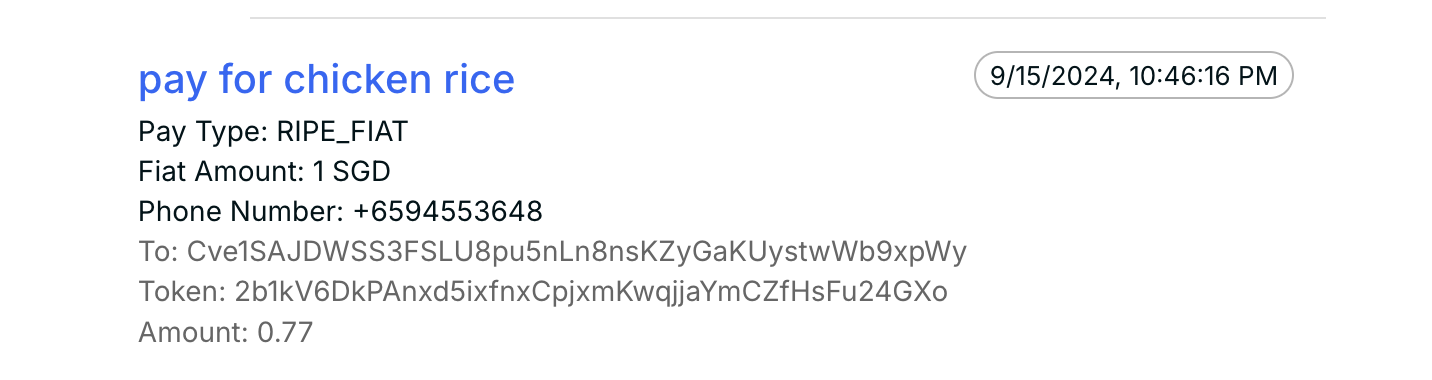 pay for chicken rice
9/15/2024, 10:46:16 PM
Pay Type: RIPE_FIAT
Fiat Amount: 1 SGD
Phone Number: +6594553648
To: Cve1SAJDWSS3FSLU8pu5nLn8nsKZyGaKUystwWb9xpWy
Token: 2b1kV6DkPAnxd5ixfnxCpjxmKwqjjaYmCZfHsFu24GXo
Amount: 0.77